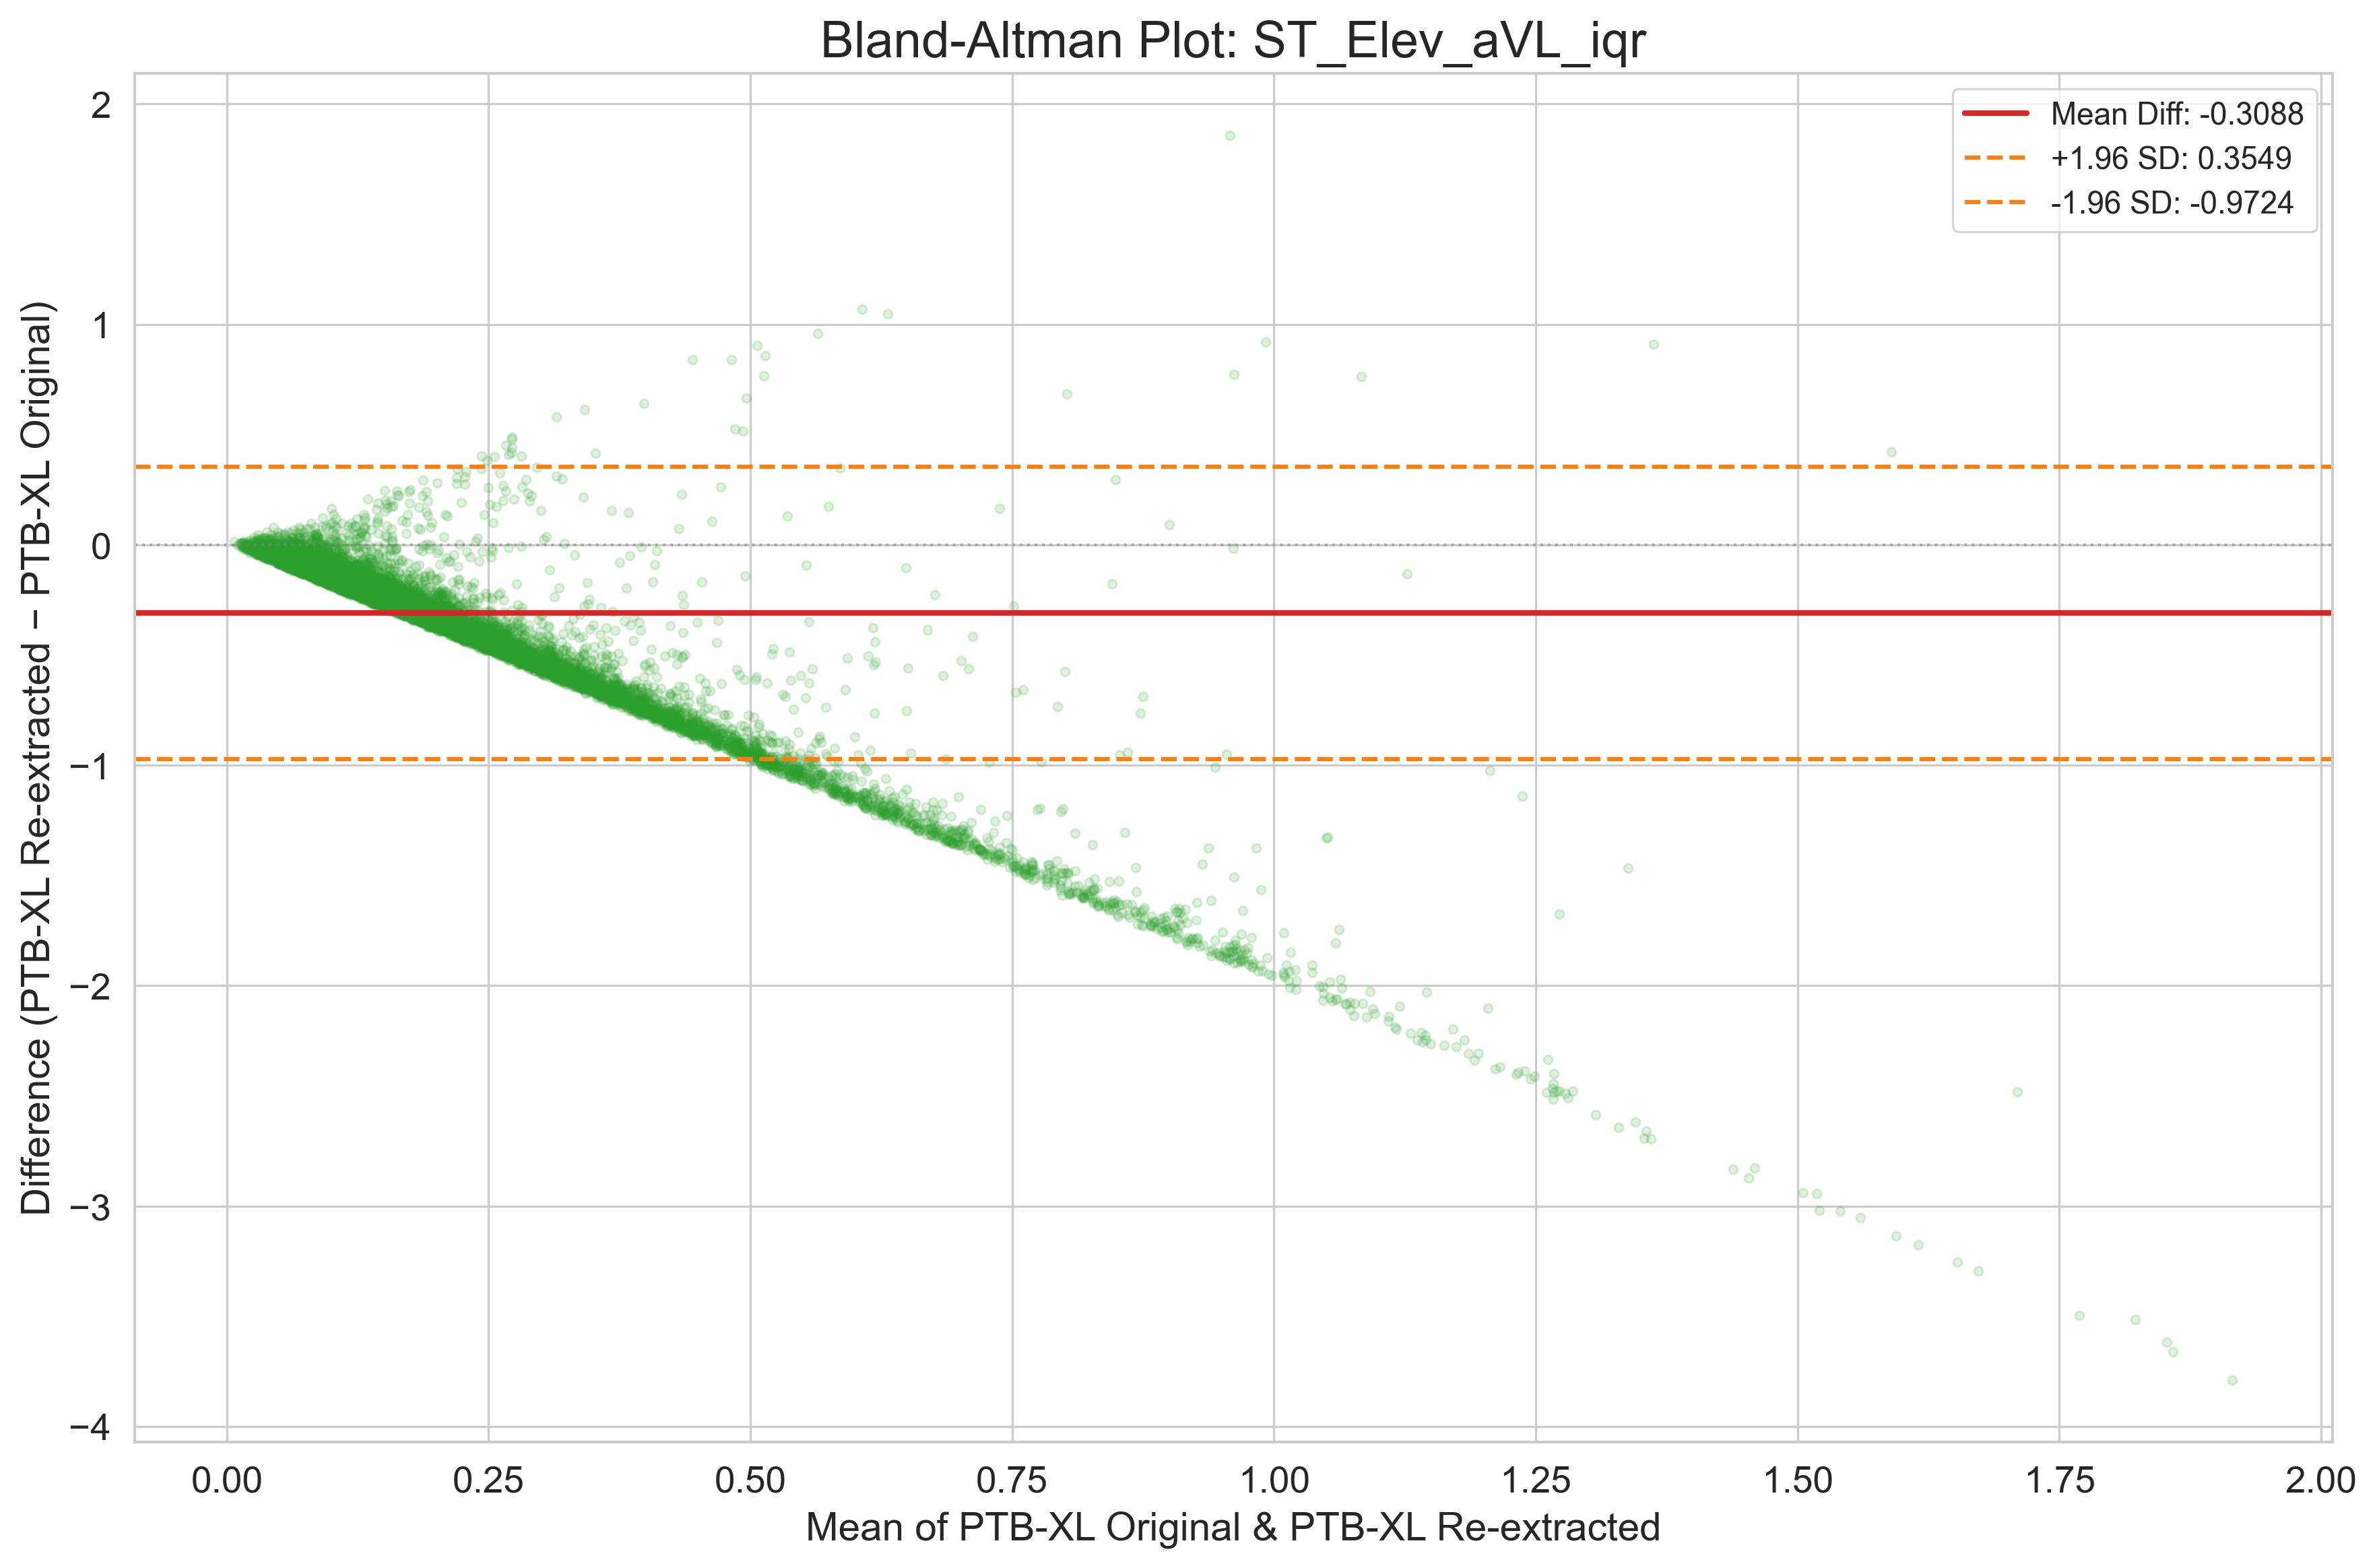 Bland-Altman Plot: ST_Elev_aVL_iqr
Mean Diff: -0.3088
+1.96 SD: 0.3549
-1.96 SD: -0.9724
Difference (PTB-XL Re-extracted − PTB-XL Original)
2
1
0
−1
−2
−3
−4
0.00
0.25
0.50
0.75
1.00
1.25
1.50
1.75
2.00
Mean of PTB-XL Original & PTB-XL Re-extracted